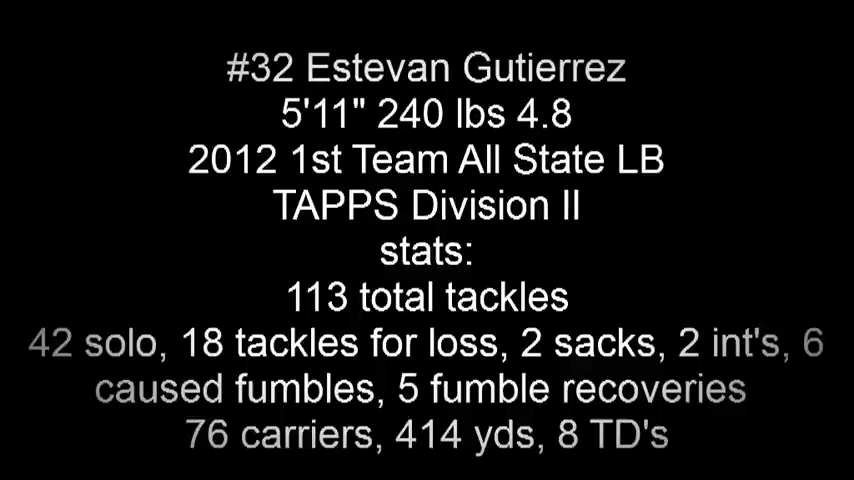 #32 Estevan Gutierrez
5'11" 240 lbs 4.8
2012 1st Team All State LB
TAPPS Division II
stats:
113 total tackles
42 solo, 18 tackles for loss, 2 sacks, 2 int's, 6
caused fumbles, 5 fumble recoveries
76 carriers, 414 yds, 8 TD's